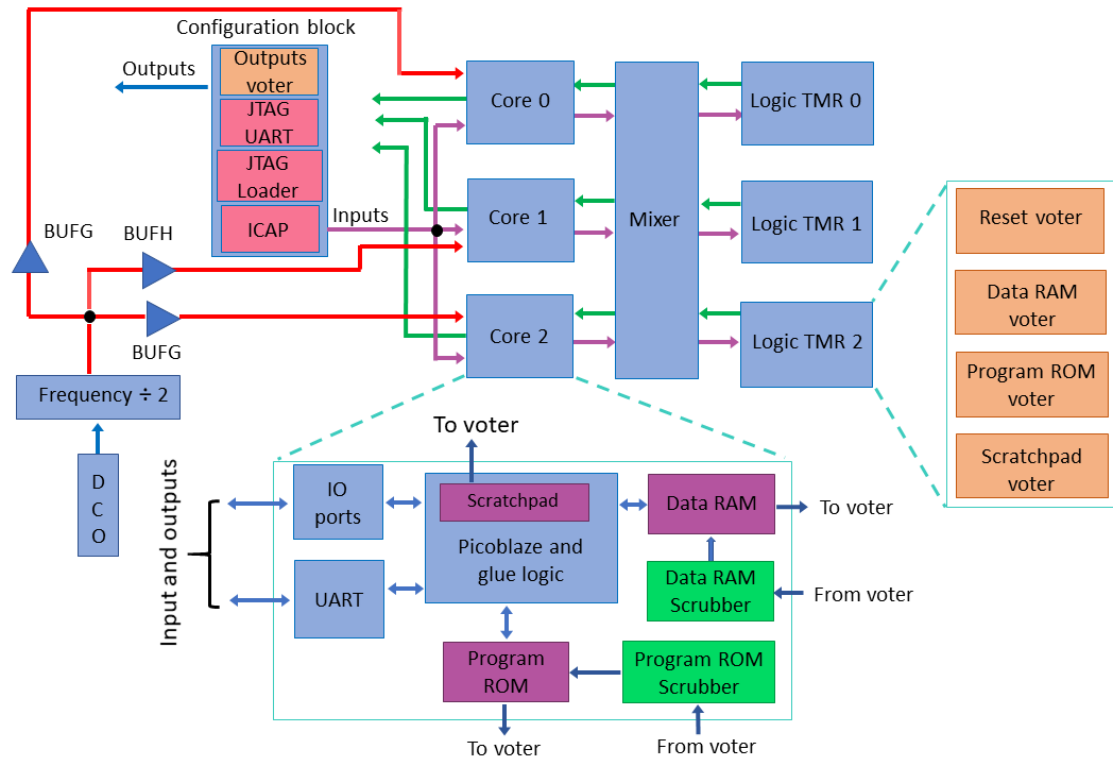 Configuration block
Outputs
Outputs
voter
JTAG
UART
JTAG
Loader
ICAP
Inputs
BUFG
BUFH
BUFG
Frequency ÷ 2
D
C
O
Core 0
Core 1
Core 2
Mixer
Logic TMR 0
Logic TMR 1
Logic TMR 2
Reset voter
Data RAM
voter
Program ROM
voter
Scratchpad
voter
To voter
Input and outputs
IO
ports
UART
Scratchpad
Picoblaze and
glue logic
Data RAM
To voter
Data RAM
Scrubber
From voter
Program
ROM
Program ROM
Scrubber
To voter
From voter